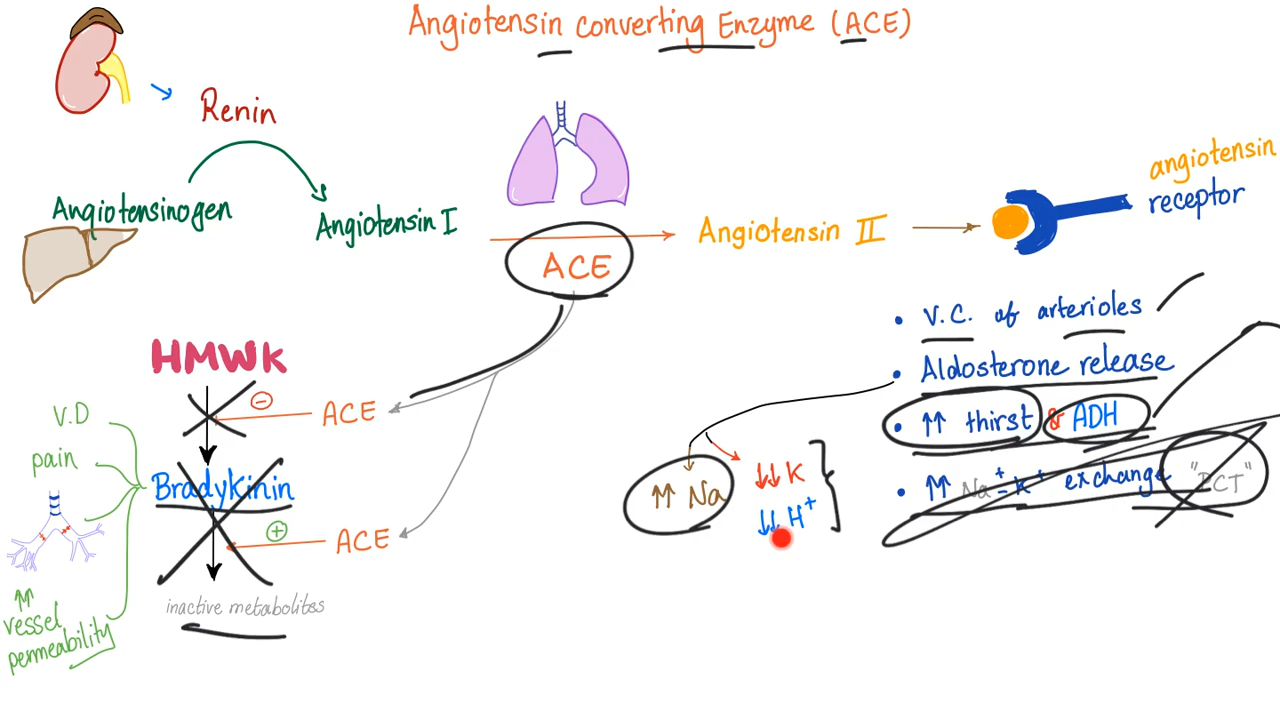 Angiotensin converting Enzyme (ACE)
Renin
Angiotensinogen
Angiotensin I
ACE
Angiotensin II
angiotensin
receptor
• V.C. of arterioles
• Aldosterone release
• ↑↑ thirst & ADH
• ↑↑ Na+-K+ exchange "PCT"
↑↑ Na
↓↓ K
↓↓ H+
HMWK
⊖ ACE
Bradykinin
⊕ ACE
inactive metabolites
V.D
pain
↑↑
vessel
permeability